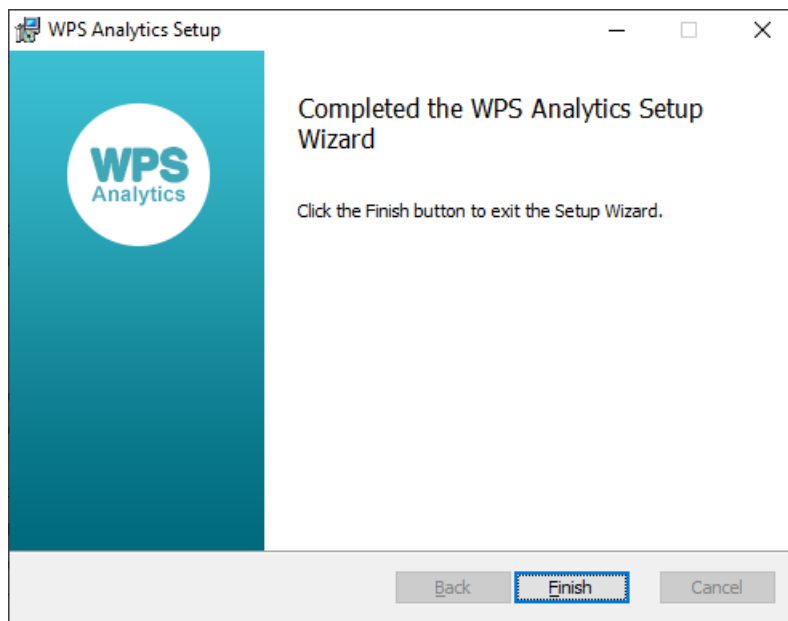 WPS Analytics Setup
WPS
Analytics
Completed the WPS Analytics Setup
Wizard
Click the Finish button to exit the Setup Wizard.
Back
Finish
Cancel